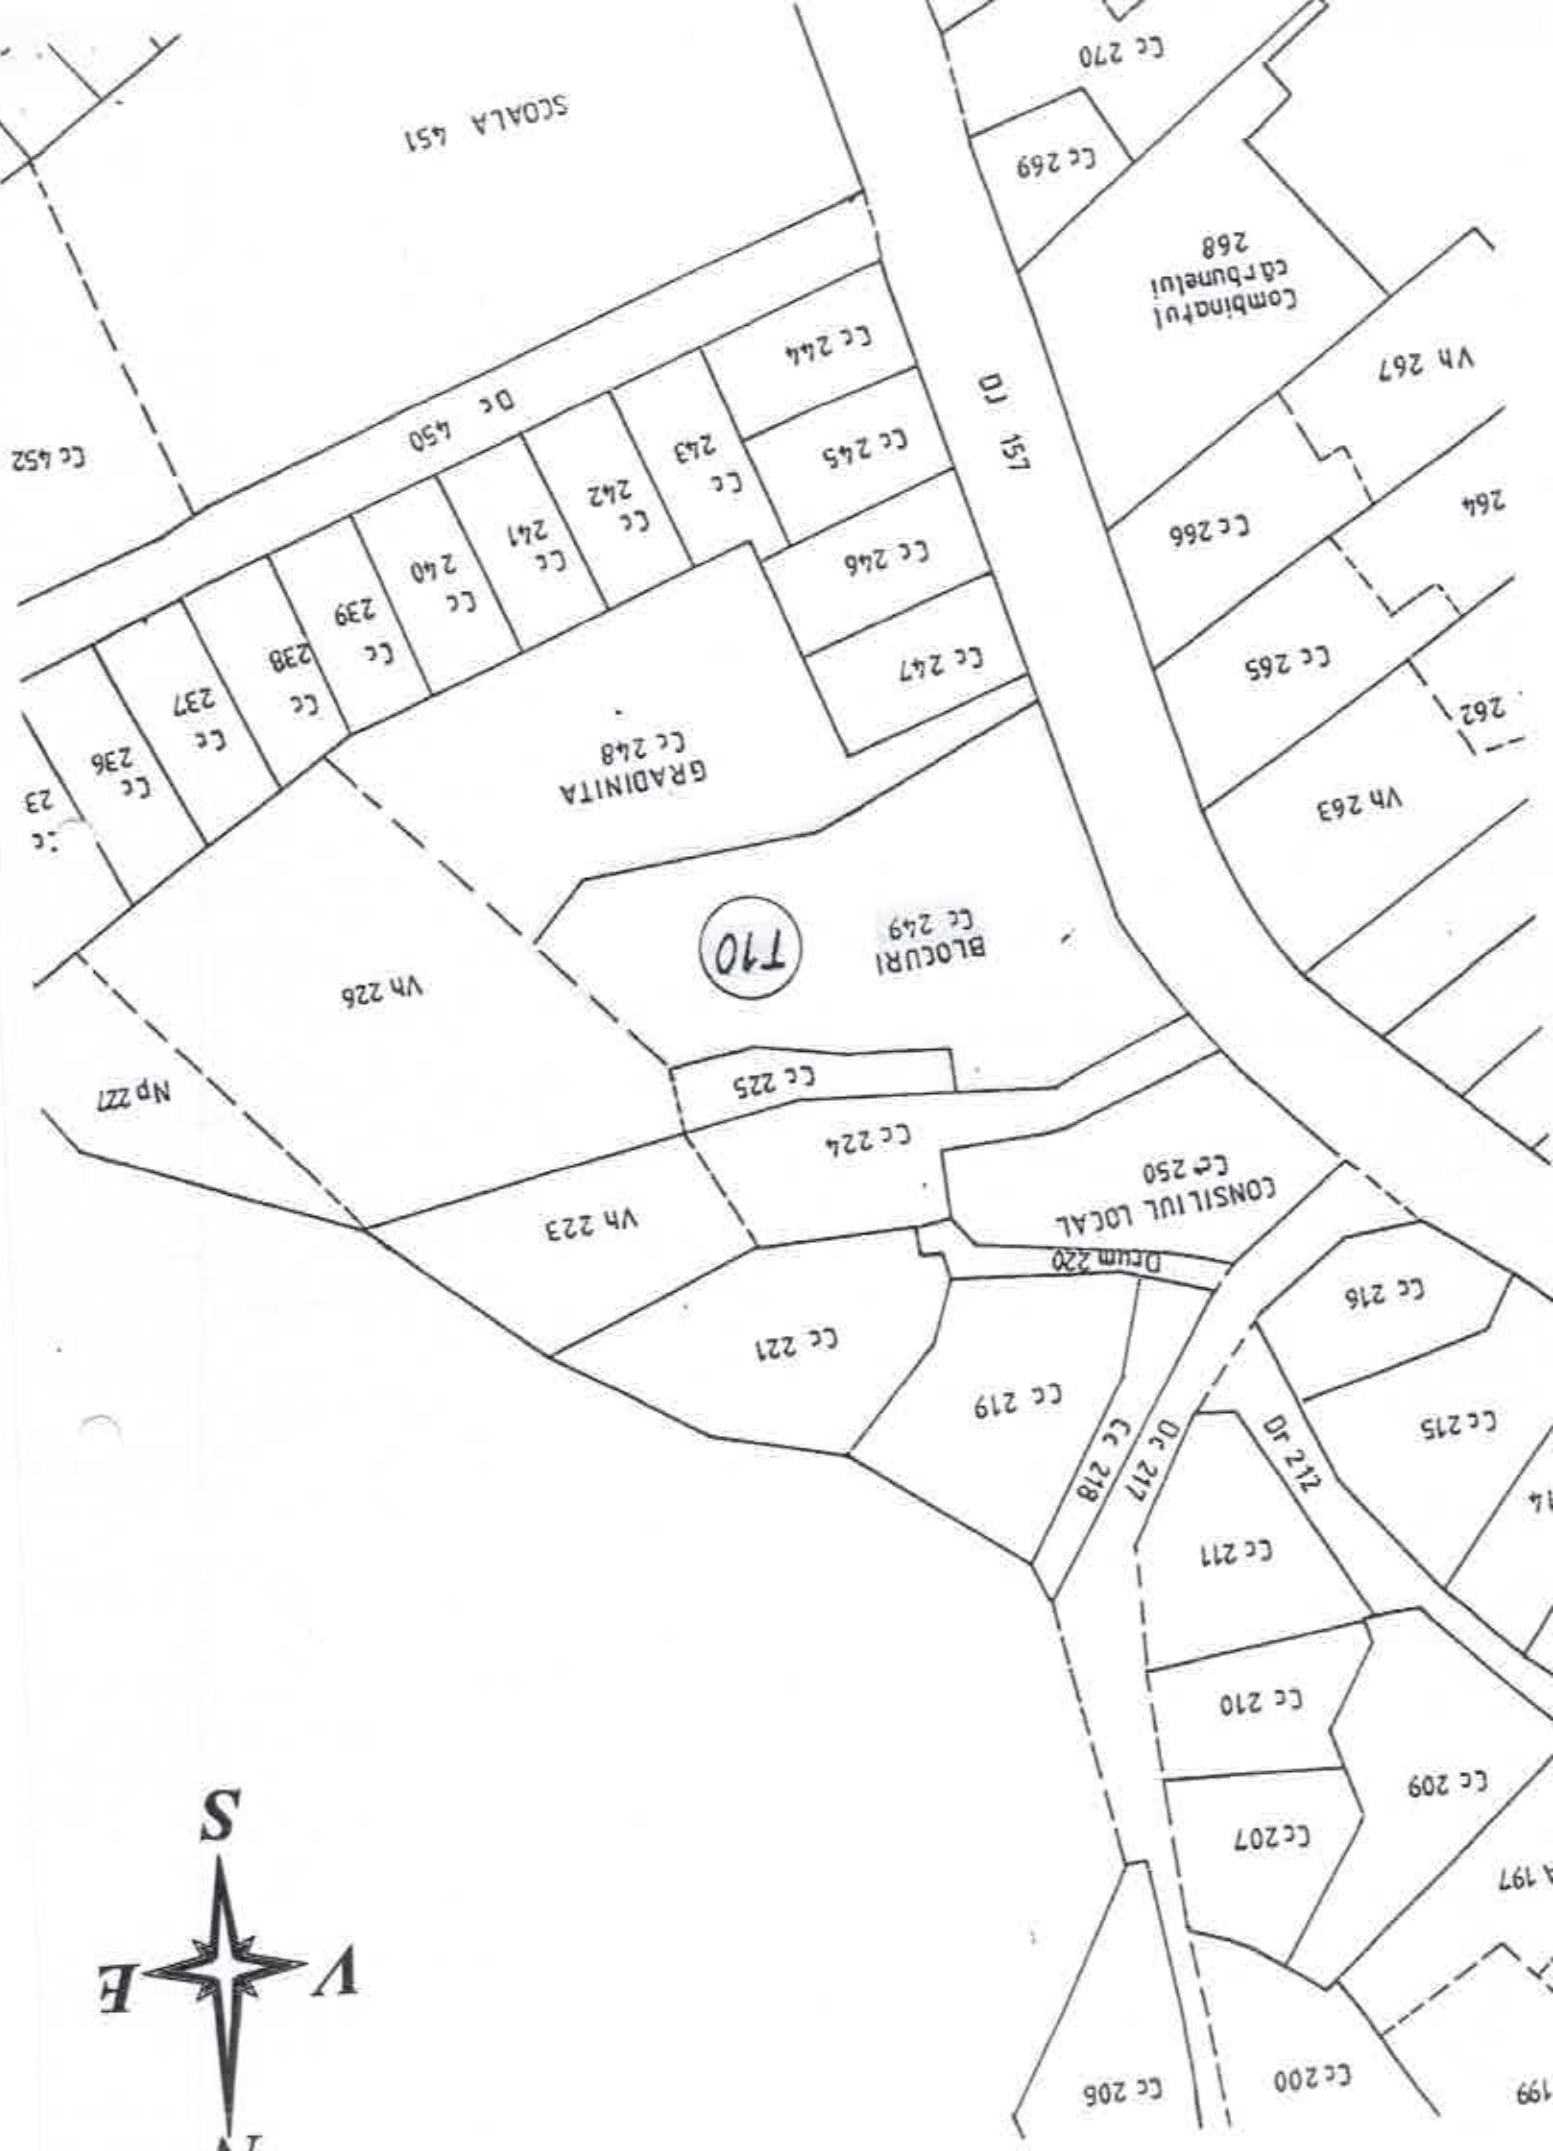 N
199
Cc 200
Cc 206
V
E
A 197
Cc 207
S
Cc 209
Cc 210
Cc 211
14
Dr 212
Dc 217
Cc 218
Cc 215
Cc 219
Cc 221
Cc 216
Drum 220
CONSILIUL LOCAL
Cc 250
Vh 223
Cc 224
Np 227
Cc 225
Vh 226
BLOCURI
Cc 249
T10
Vh 263
GRADINITA
Cc 248
Cc
23
Cc
236
Cc
237
Cc
238
Cc
239
Cc
240
Cc
241
Cc
242
Cc
243
262
Cc 265
Cc 247
Cc 246
Cc 245
Cc 244
264
Cc 266
DJ 157
Cc 452
Dc 450
Vh 267
Combinatul
cărbunelui
268
Cc 269
SCOALA 451
Cc 270